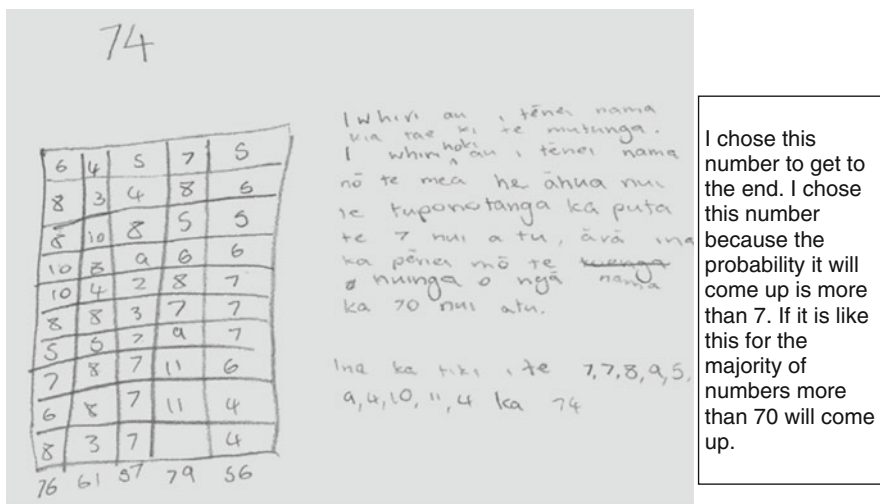 74
6 4 5 7 5
8 3 4 8 5
8 10 8 5 5
10 8 9 6 6
10 4 2 8 7
8 8 3 7 7
5 5 7 9 7
7 8 7 11 6
6 8 7 11 4
8 3 7 4
76 61 57 79 56
I whiri au i tēnei nama
kia tae ki te mutunga.
I whiri hoki au i tēnei nama
nō te mea he āhua nui
te tuponotanga ka puta
te 7 nui a tu, ārā ina
ka pēnei mō te
nuinga o ngā nama
ka 70 nui atu.
Ina ka tiki i te 7,7,8,9,5,
9,4,10,11,4 ka 74
I chose this
number to get to
the end. I chose
this number
because the
probability it will
come up is more
than 7. If it is like
this for the
majority of
numbers more
than 70 will come
up.